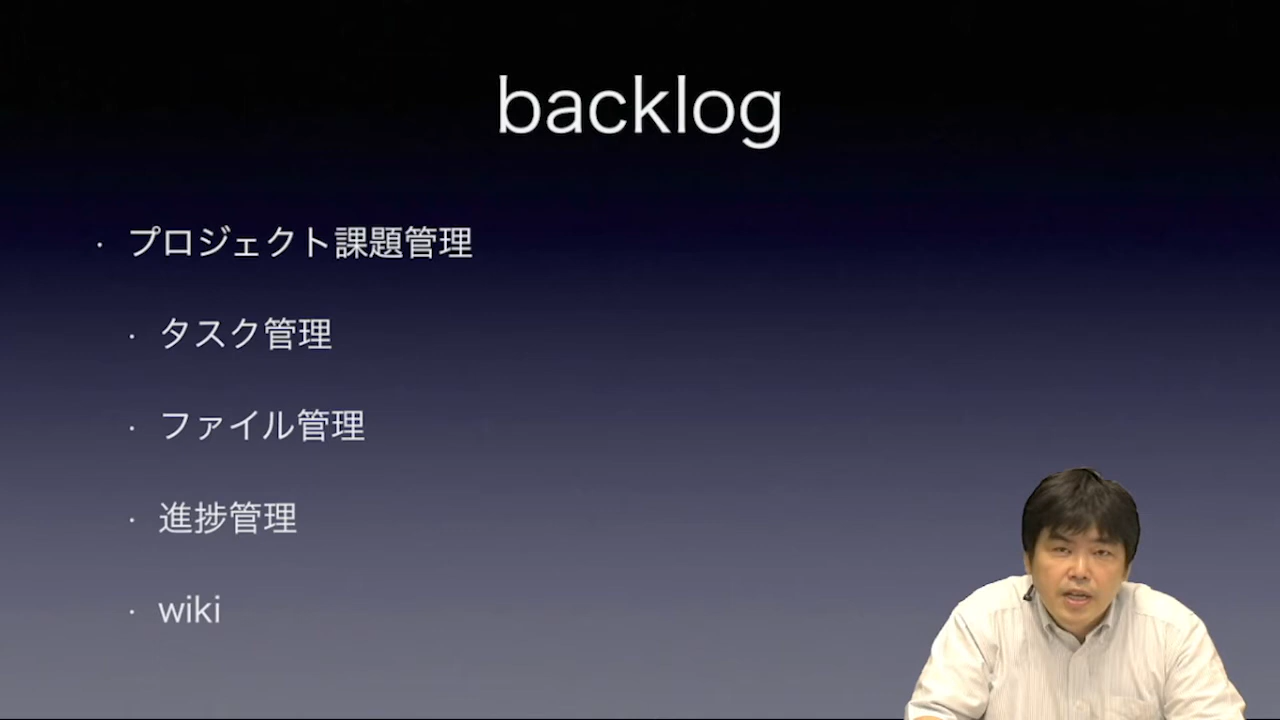 backlog
・プロジェクト課題管理
・タスク管理
・ファイル管理
・進捗管理
・wiki